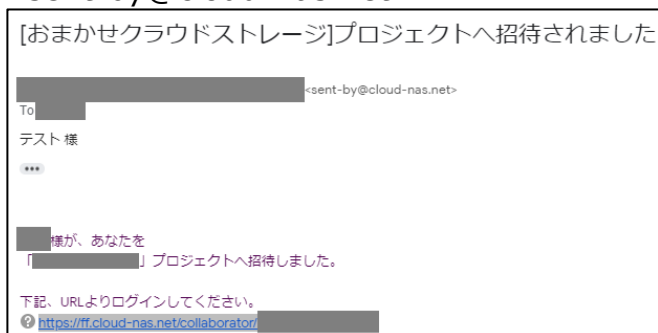 [おまかせクラウドストレージ]プロジェクトへ招待されました
<sent-by@cloud-nas.net>
To
テスト 様
•••
様が、あなたを
「 」プロジェクトへ招待しました。
下記、URLよりログインしてください。
https://ff.cloud-nas.net/collaborator/